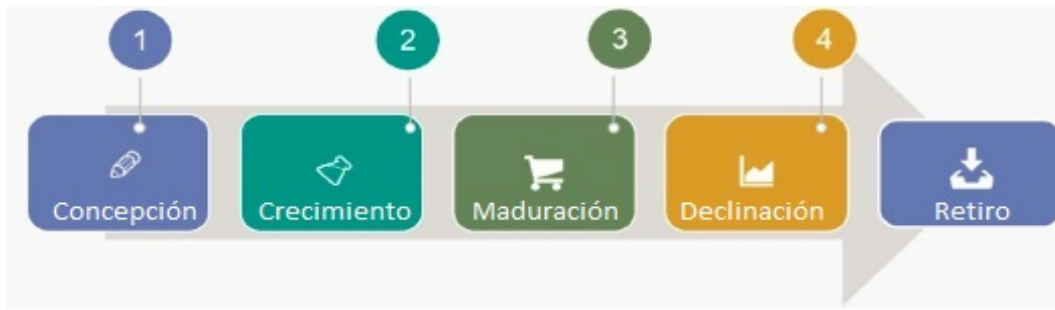 1
2
3
4
Concepción
Crecimiento
Maduración
Declinación
Retiro